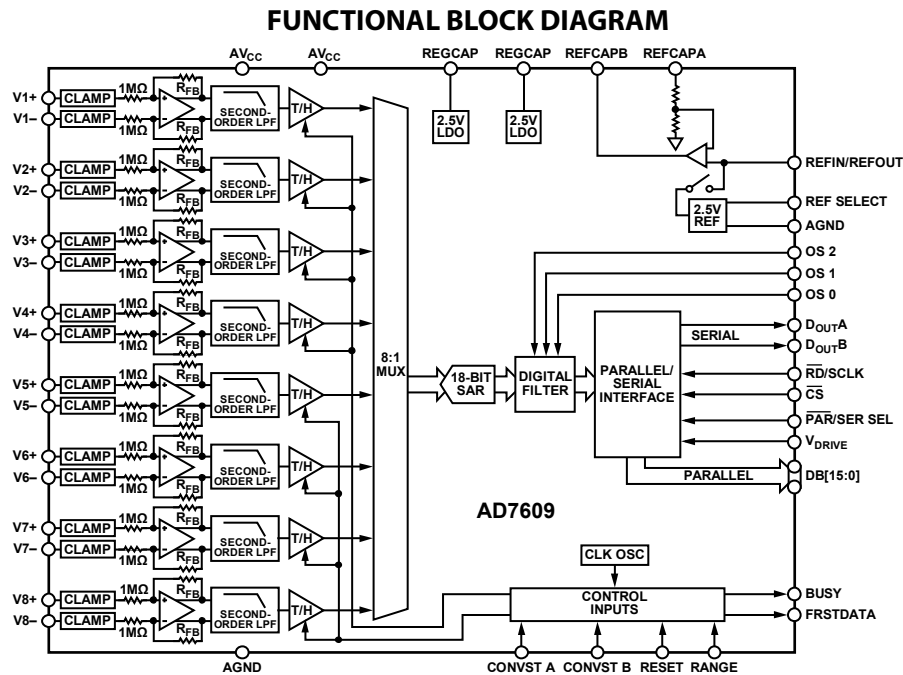 FUNCTIONAL BLOCK DIAGRAM
AVCC AVCC REGCAP REGCAP REFCAPB REFCAPA
V1+ CLAMP 1MΩ RFB
V1– CLAMP 1MΩ RFB
SECOND-ORDER LPF
T/H
V2+ CLAMP 1MΩ RFB
V2– CLAMP 1MΩ RFB
SECOND-ORDER LPF
T/H
V3+ CLAMP 1MΩ RFB
V3– CLAMP 1MΩ RFB
SECOND-ORDER LPF
T/H
V4+ CLAMP 1MΩ RFB
V4– CLAMP 1MΩ RFB
SECOND-ORDER LPF
T/H
V5+ CLAMP 1MΩ RFB
V5– CLAMP 1MΩ RFB
SECOND-ORDER LPF
T/H
V6+ CLAMP 1MΩ RFB
V6– CLAMP 1MΩ RFB
SECOND-ORDER LPF
T/H
V7+ CLAMP 1MΩ RFB
V7– CLAMP 1MΩ RFB
SECOND-ORDER LPF
T/H
V8+ CLAMP 1MΩ RFB
V8– CLAMP 1MΩ RFB
SECOND-ORDER LPF
T/H
8:1
MUX
2.5V
LDO
2.5V
LDO
2.5V
REF
REFIN/REFOUT
REF SELECT
AGND
OS 2
OS 1
OS 0
18-BIT
SAR
DIGITAL
FILTER
PARALLEL/
SERIAL
INTERFACE
SERIAL
PARALLEL
DOUTA
DOUTB
RD/SCLK
CS
PAR/SER SEL
VDRIVE
DB[15:0]
AD7609
CLK OSC
CONTROL
INPUTS
BUSY
FRSTDATA
AGND CONVST A CONVST B RESET RANGE